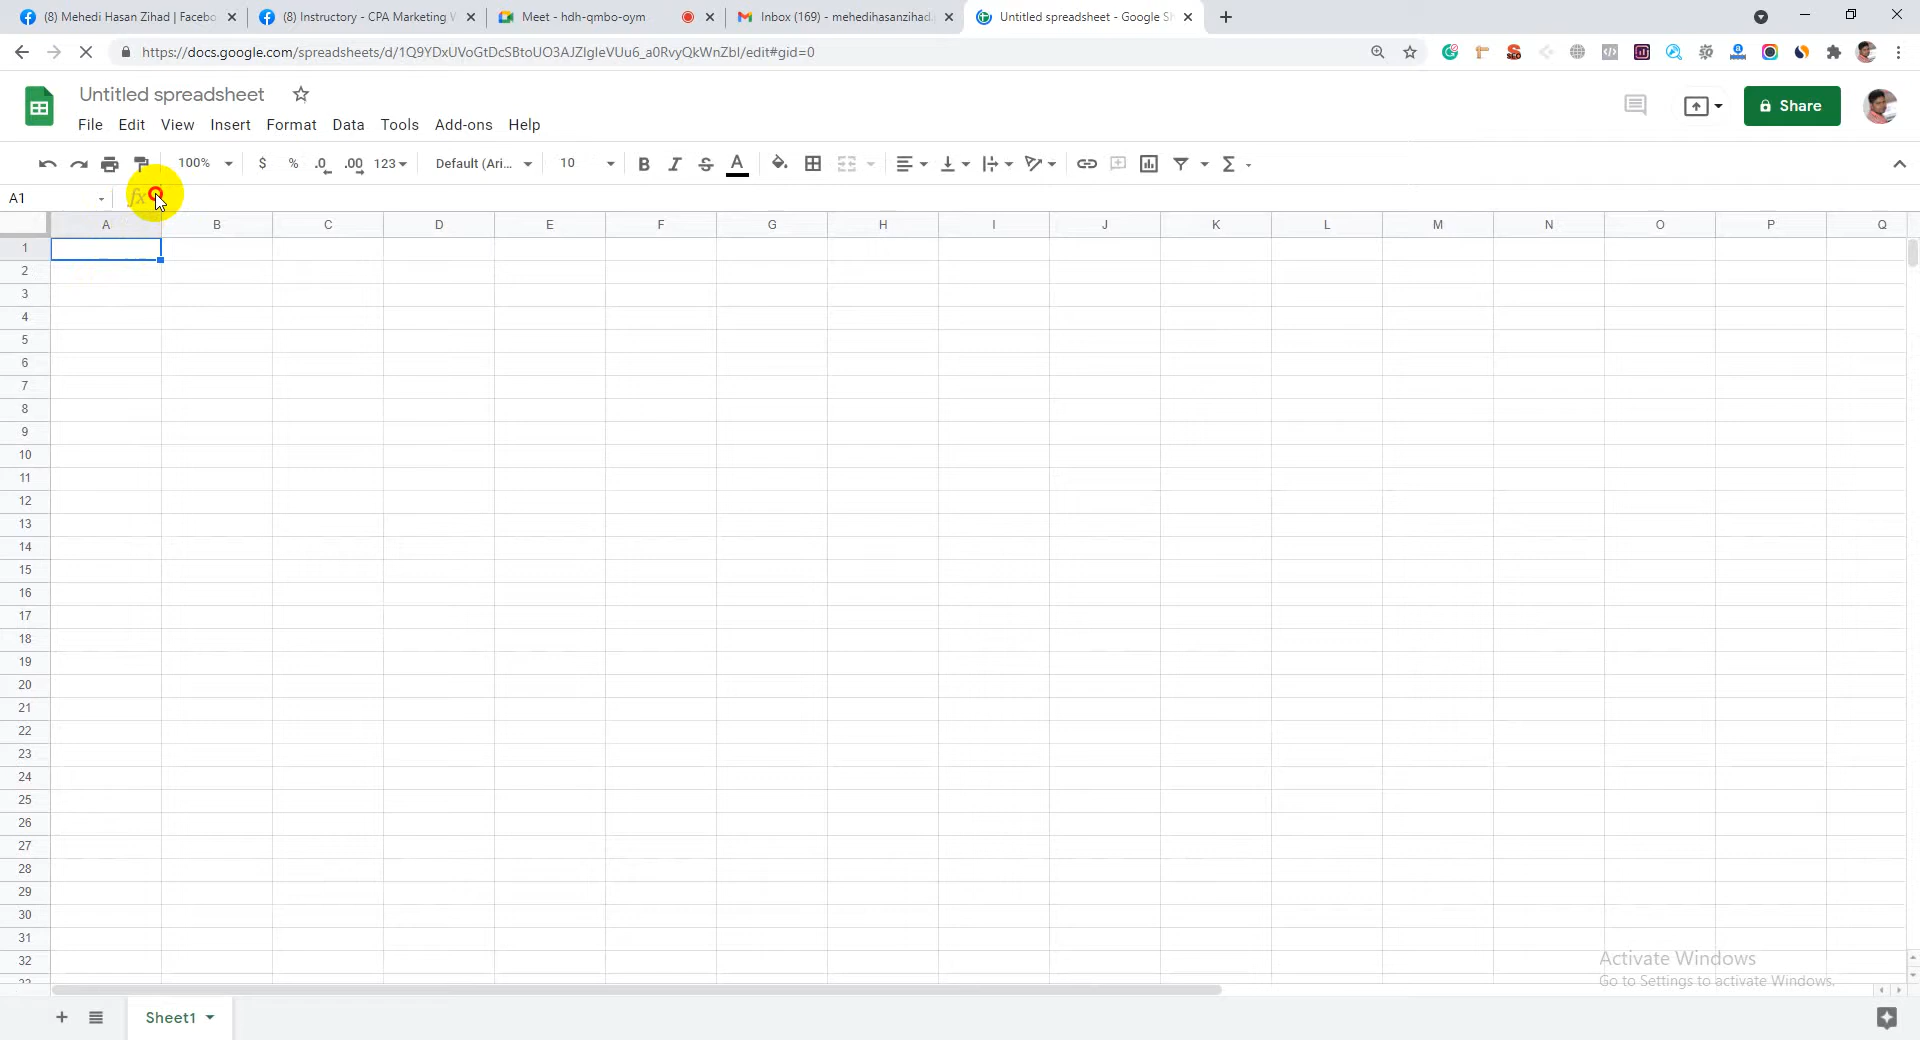 (8) Mehedi Hasan Zihad | Facebo
(8) Instructory - CPA Marketing W
Meet - hdh-qmbo-oym
Inbox (169) - mehedihasanzihad.
Untitled spreadsheet - Google Sh
https://docs.google.com/spreadsheets/d/1Q9YDxUVoGtDcSBtoUO3AJZIgleVUu6_a0RvyQkWnZbI/edit#gid=0
Untitled spreadsheet
File Edit View Insert Format Data Tools Add-ons Help
Share
100% $ % .0 .00 123 Default (Ari... 10 B I S A Σ
A1 fx
A B C D E F G H I J K L M N O P Q
1
2
3
4
5
6
7
8
9
10
11
12
13
14
15
16
17
18
19
20
21
22
23
24
25
26
27
28
29
30
31
32
Activate Windows
Go to Settings to activate Windows.
Sheet1